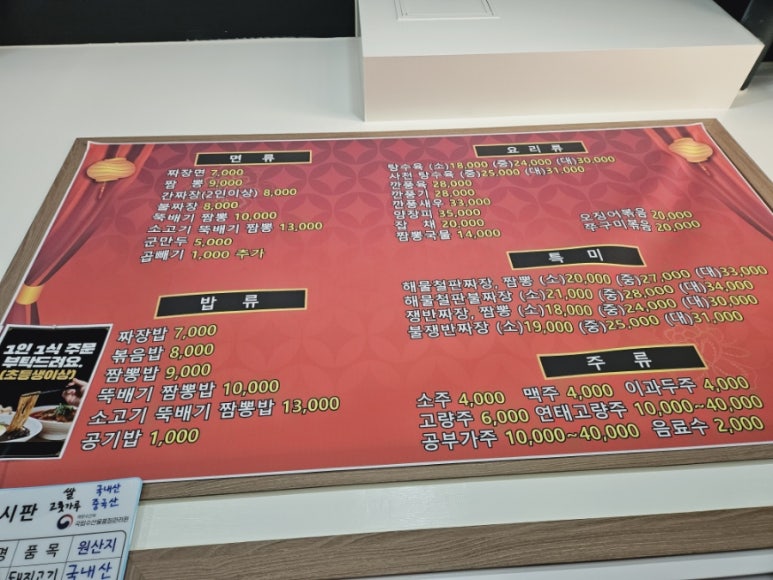 면 류
짜장면 7,000
짬 뽕 9,000
간짜장(2인이상) 8,000
불짜장 8,000
뚝배기 짬뽕 10,000
소고기 뚝배기 짬뽕 13,000
군만두 5,000
곱빼기 1,000 추가
밥 류
짜장밥 7,000
볶음밥 8,000
짬뽕밥 9,000
뚝배기 짬뽕밥 10,000
소고기 뚝배기 짬뽕밥 13,000
공기밥 1,000
요 리 류
탕수육 (소)18,000 (중)24,000 (대)30,000
사천 탕수육 (중)25,000 (대)31,000
깐풍육 28,000
깐풍기 28,000
깐풍새우 33,000
양장피 35,000
잡 채 20,000
짬뽕국물 14,000
오징어볶음 20,000
쭈구미볶음 20,000
특 미
해물철판짜장, 짬뽕 (소)20,000 (중)27,000 (대)33,000
해물철판불짜장 (소)21,000 (중)28,000 (대)34,000
쟁반짜장, 짬뽕 (소)18,000 (중)24,000 (대)30,000
불쟁반짜장 (소)19,000 (중)25,000 (대)31,000
주 류
소주 4,000 맥주 4,000 이과두주 4,000
고량주 6,000 연태고량주 10,000~40,000
공부가주 10,000~40,000 음료수 2,000
1인 1식 주문
부탁드려요.
(초등생이상)
시판
쌀 국내산
고춧가루 중국산
국립농산물품질관리원
명 품 목 원산지
돼지고기 국내산